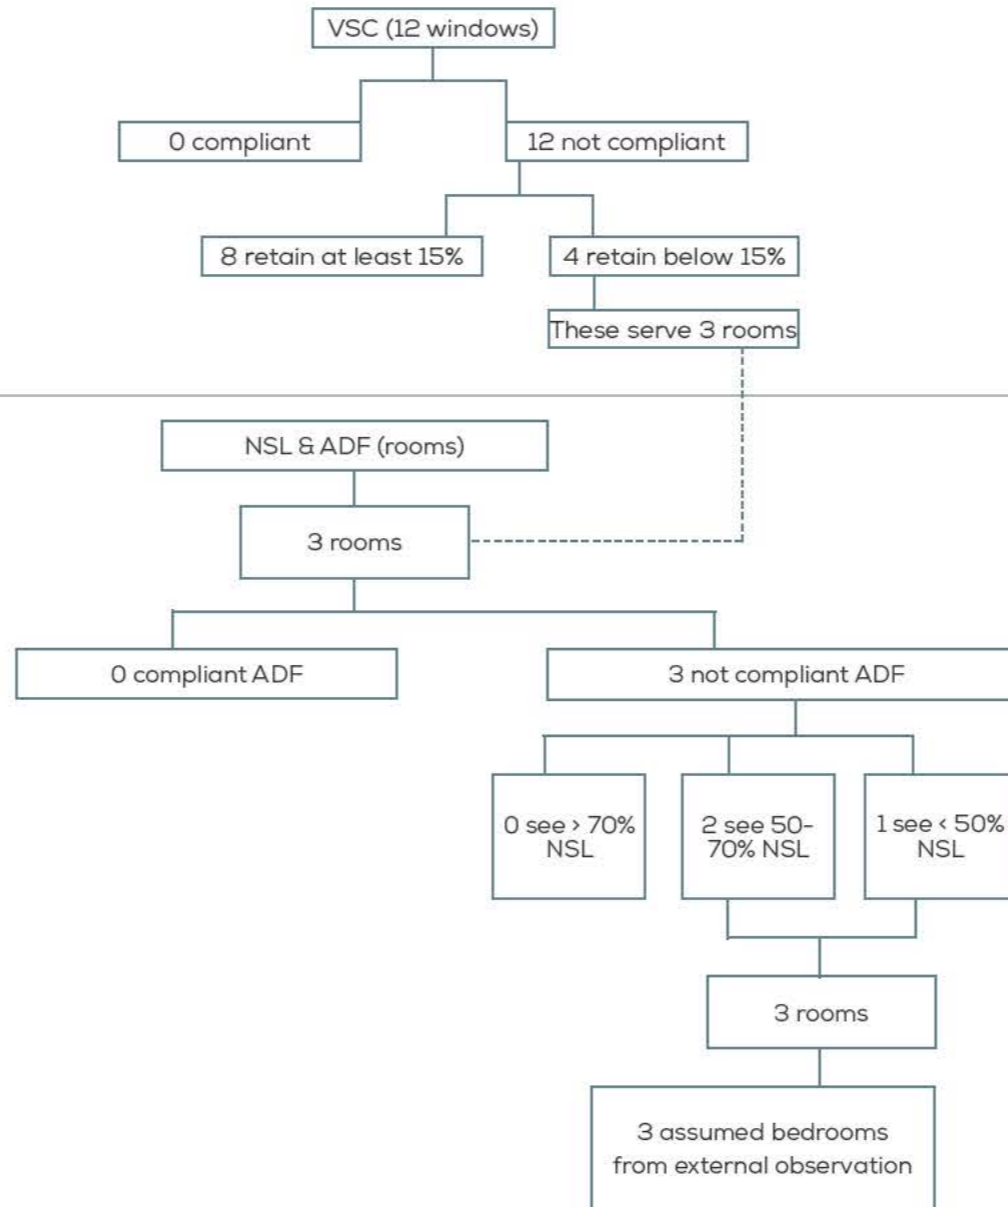 VSC (12 windows)
0 compliant
12 not compliant
8 retain at least 15%
4 retain below 15%
These serve 3 rooms
NSL & ADF (rooms)
3 rooms
0 compliant ADF
3 not compliant ADF
0 see > 70%
NSL
2 see 50-
70% NSL
1 see < 50%
NSL
3 rooms
3 assumed bedrooms
from external observation